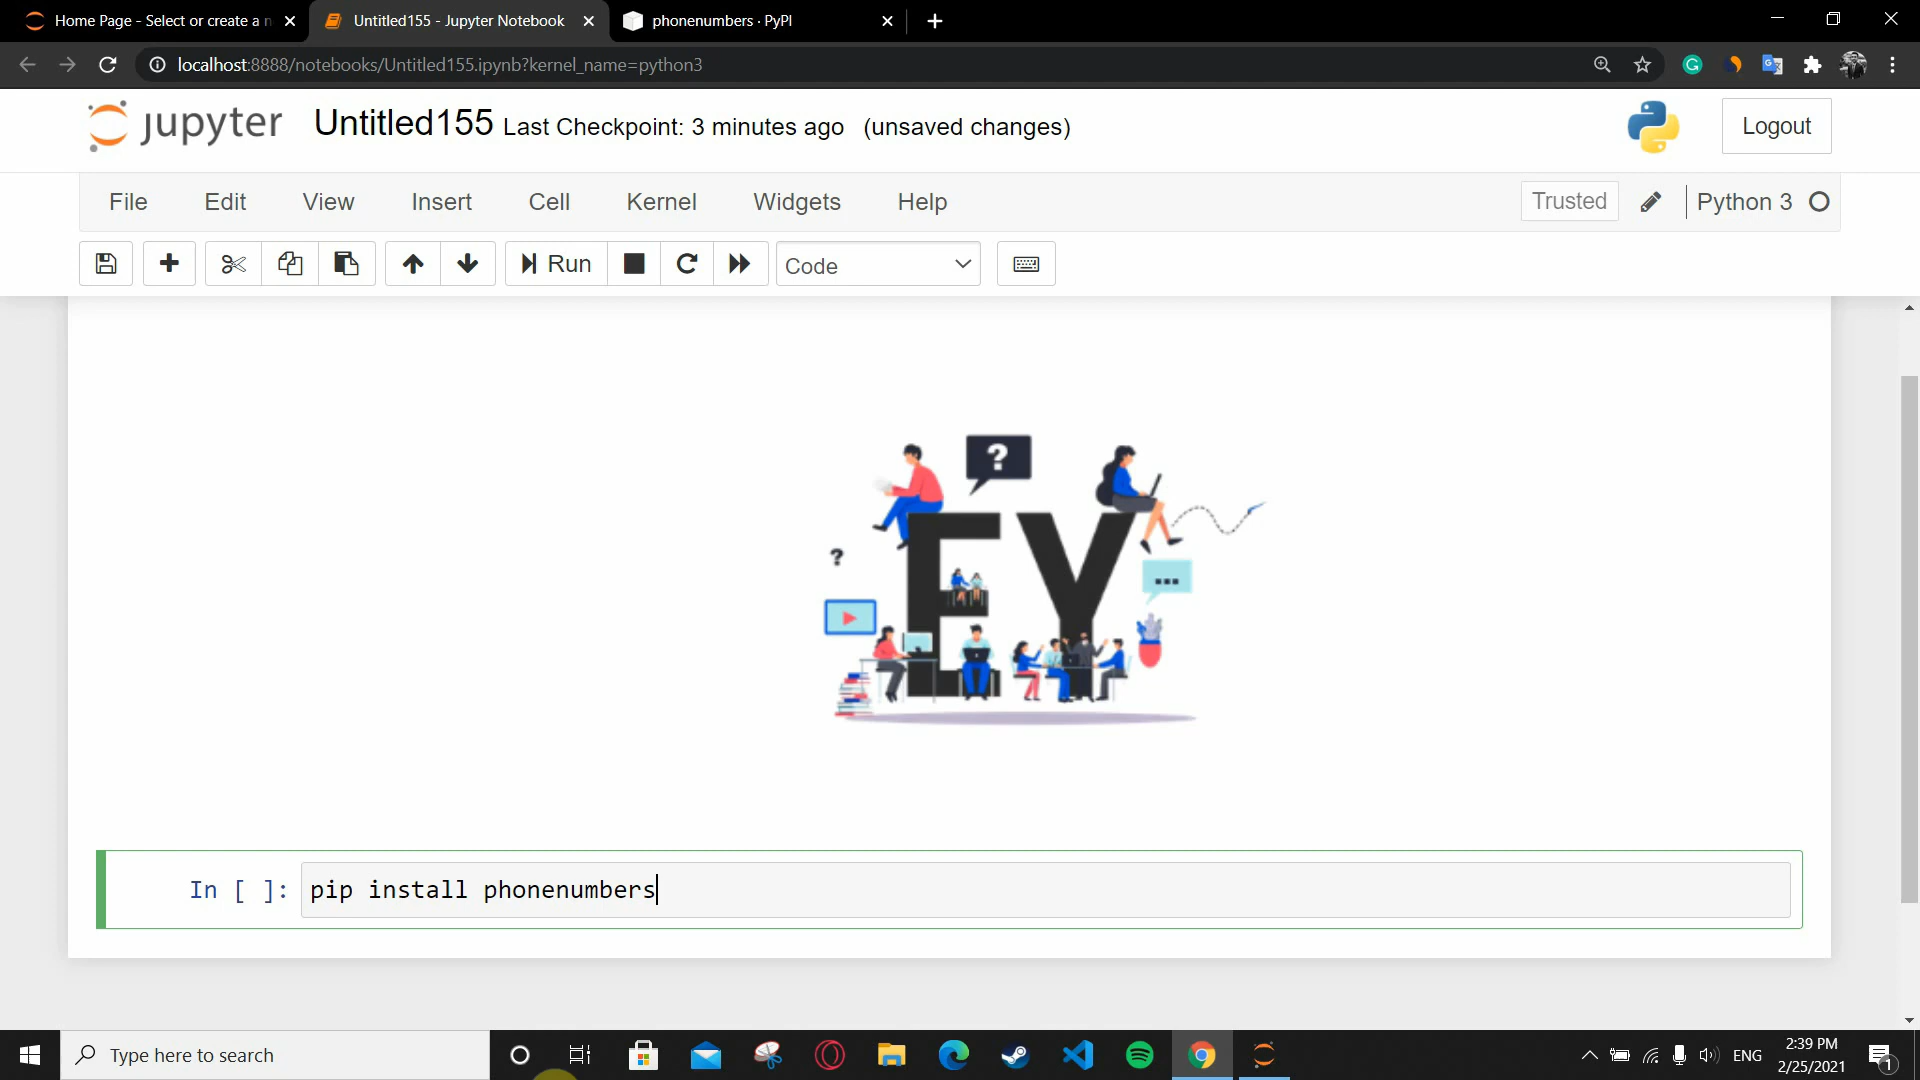 Home Page - Select or create a n
Untitled155 - Jupyter Notebook
phonenumbers · PyPI
localhost:8888/notebooks/Untitled155.ipynb?kernel_name=python3
jupyter Untitled155 Last Checkpoint: 3 minutes ago (unsaved changes)
Logout
File Edit View Insert Cell Kernel Widgets Help
Trusted
Python 3
Run
Code
?
EY
?
...
In [ ]: pip install phonenumbers
Type here to search
ENG
2:39 PM
2/25/2021
1